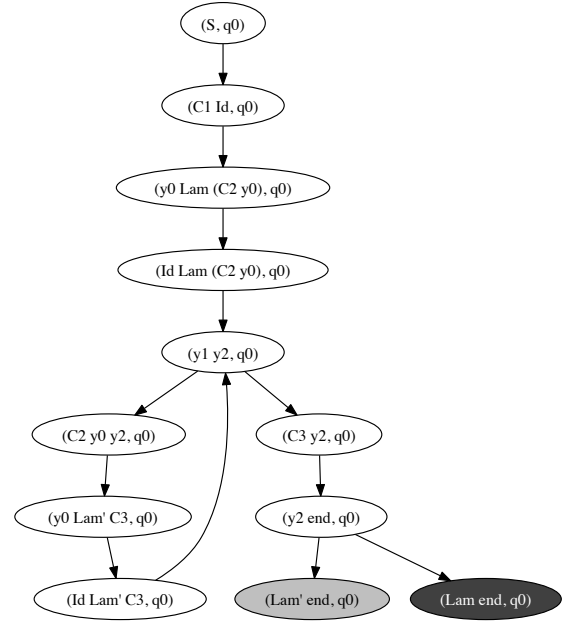 (S, q0)
(C1 Id, q0)
(y0 Lam (C2 y0), q0)
(Id Lam (C2 y0), q0)
(y1 y2, q0)
(C2 y0 y2, q0)
(C3 y2, q0)
(y0 Lam' C3, q0)
(y2 end, q0)
(Id Lam' C3, q0)
(Lam' end, q0)
(Lam end, q0)